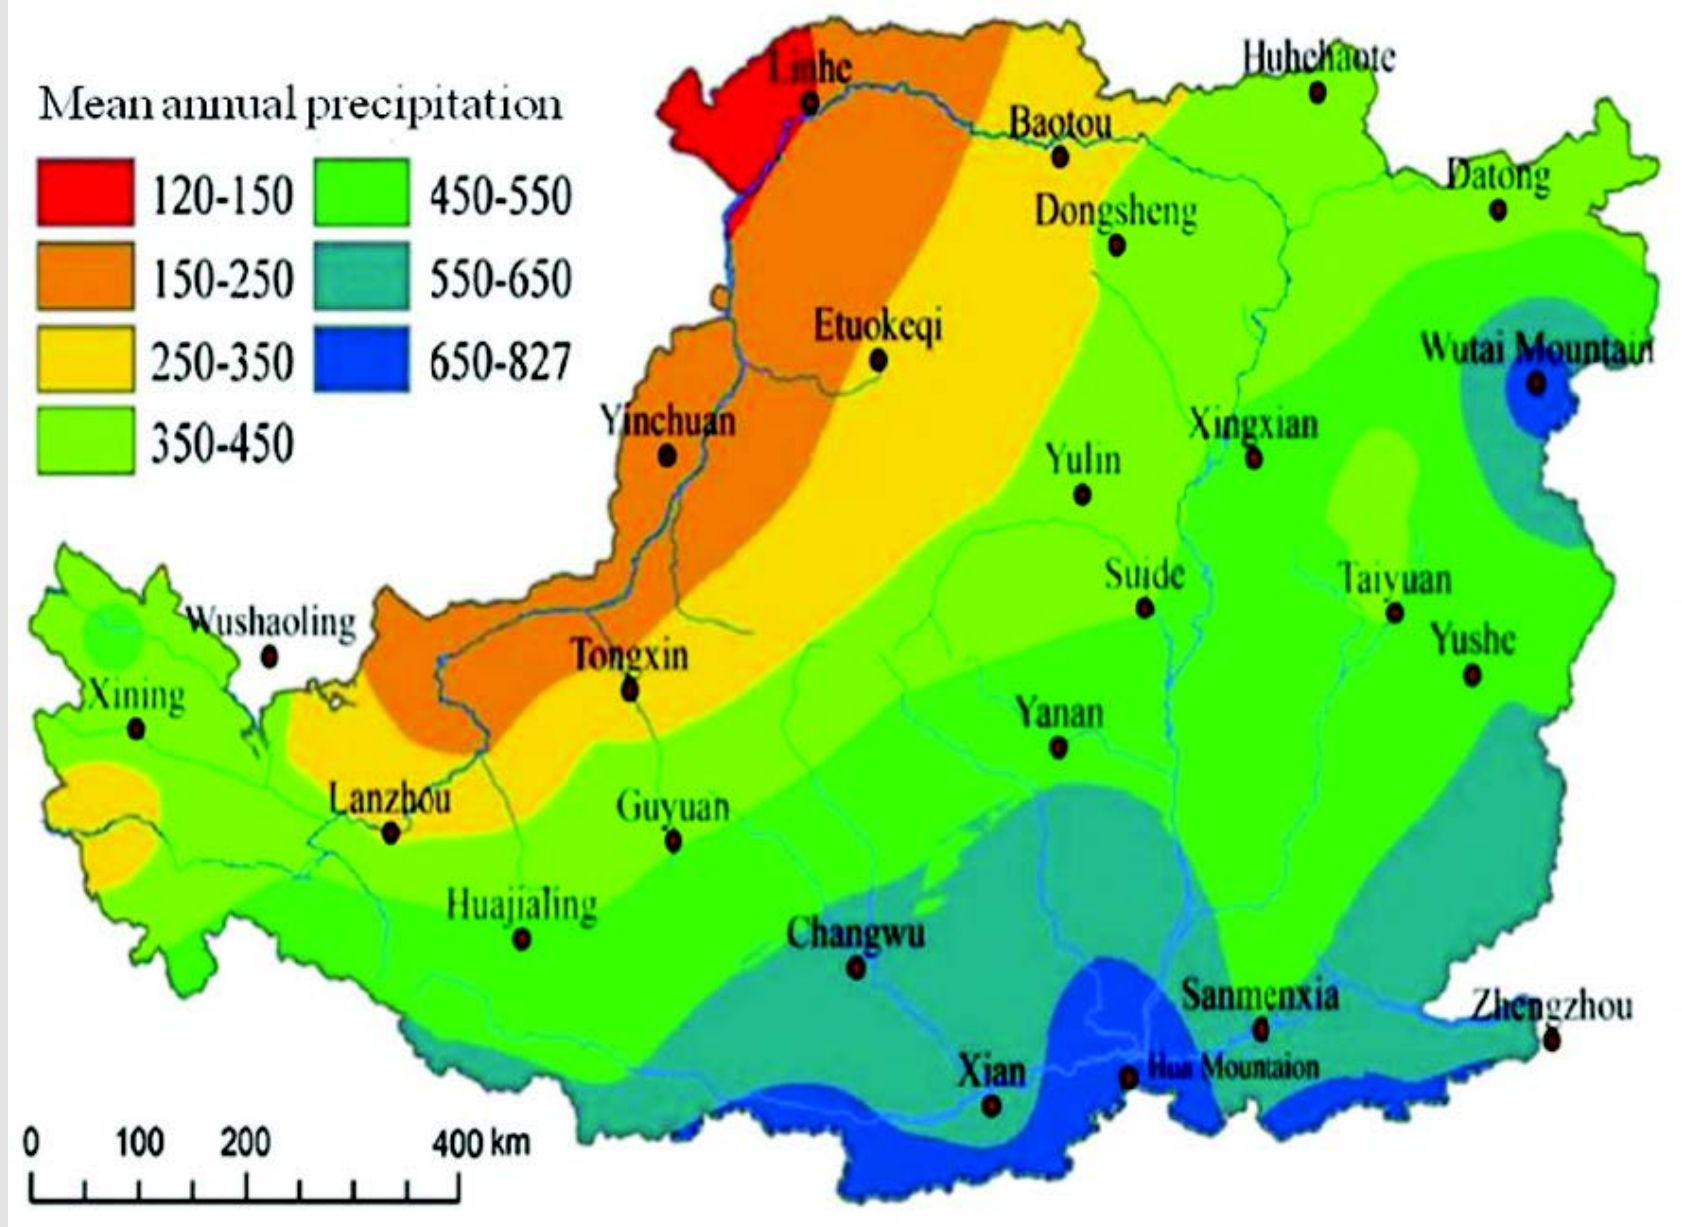 Mean annual precipitation
120-150
450-550
150-250
550-650
250-350
650-827
350-450
Linhe
Huhehaote
Baotou
Datong
Dongsheng
Etuokeqi
Wutai Mountain
Yinchuan
Xingxian
Yulin
Suide
Taiyuan
Wushaoling
Tongxin
Yushe
Xining
Yanan
Lanzhou
Guyuan
Huajialing
Changwu
Sanmenxia
Zhengzhou
Xian
Hua Mountaion
0 100 200 400 km